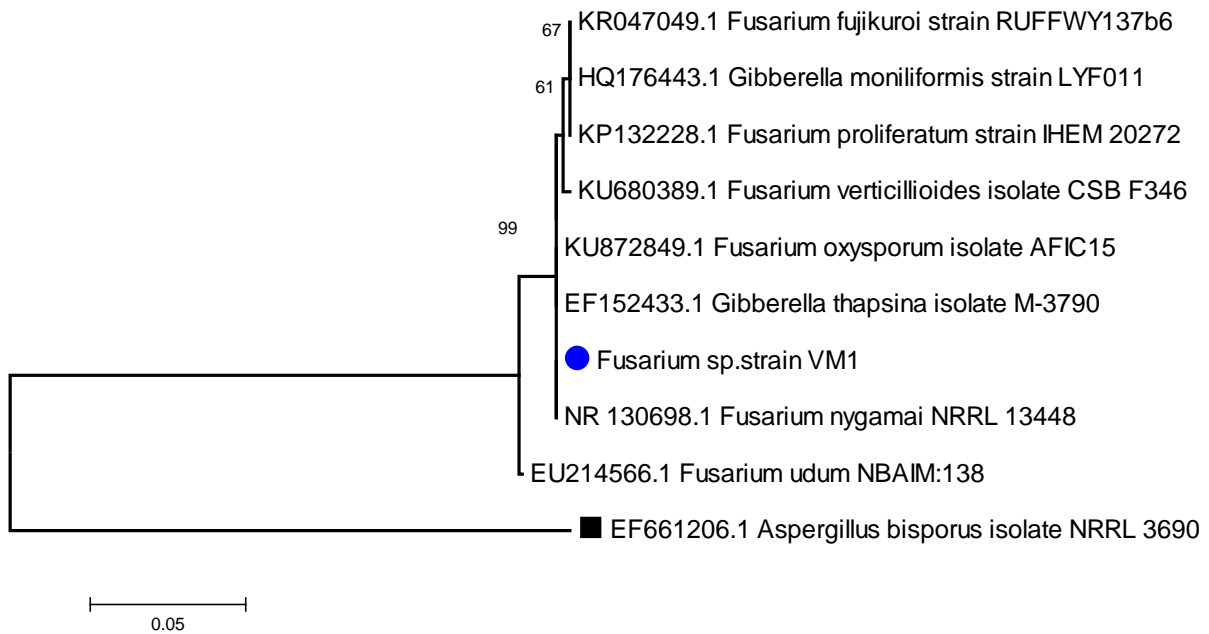 KR047049.1 Fusarium fujikuroi strain RUFFWY137b6
67
HQ176443.1 Gibberella moniliformis strain LYF011
61
KP132228.1 Fusarium proliferatum strain IHEM 20272
KU680389.1 Fusarium verticillioides isolate CSB F346
99
KU872849.1 Fusarium oxysporum isolate AFIC15
EF152433.1 Gibberella thapsina isolate M-3790
Fusarium sp.strain VM1
NR 130698.1 Fusarium nygamai NRRL 13448
EU214566.1 Fusarium udum NBAIM:138
EF661206.1 Aspergillus bisporus isolate NRRL 3690
0.05